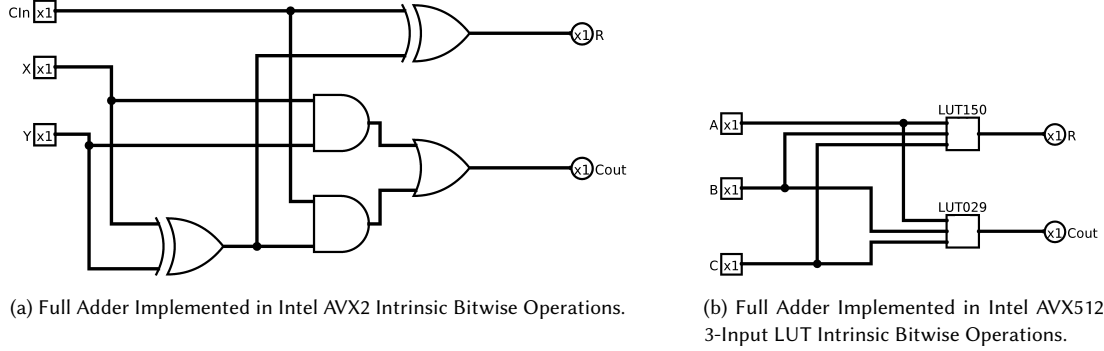 CIn x1
x1 R
X x1
Y x1
x1 Cout
(a) Full Adder Implemented in Intel AVX2 Intrinsic Bitwise Operations.
LUT150
A x1
x1 R
B x1
LUT029
x1 Cout
C x1
(b) Full Adder Implemented in Intel AVX512
3-Input LUT Intrinsic Bitwise Operations.